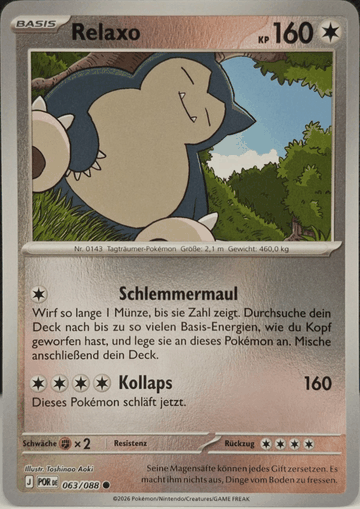 BASIS
Relaxo
KP 160
Nr. 0143 Tagträumer-Pokémon. Größe: 2,1 m Gewicht: 460,0 kg
Schlemmermaul
Wirf so lange 1 Münze, bis sie Zahl zeigt. Durchsuche dein
Deck nach bis zu so vielen Basis-Energien, wie du Kopf
geworfen hast, und lege sie an dieses Pokémon an. Mische
anschließend dein Deck.
Kollaps 160
Dieses Pokémon schläft jetzt.
Schwäche ×2 Resistenz Rückzug
Illustr. Toshinao Aoki
J POR DE 063/088
Seine Magensäfte können jedes Gift zersetzen. Es
macht ihm nichts aus, Dinge vom Boden zu fressen.
©2026 Pokémon/Nintendo/Creatures/GAME FREAK